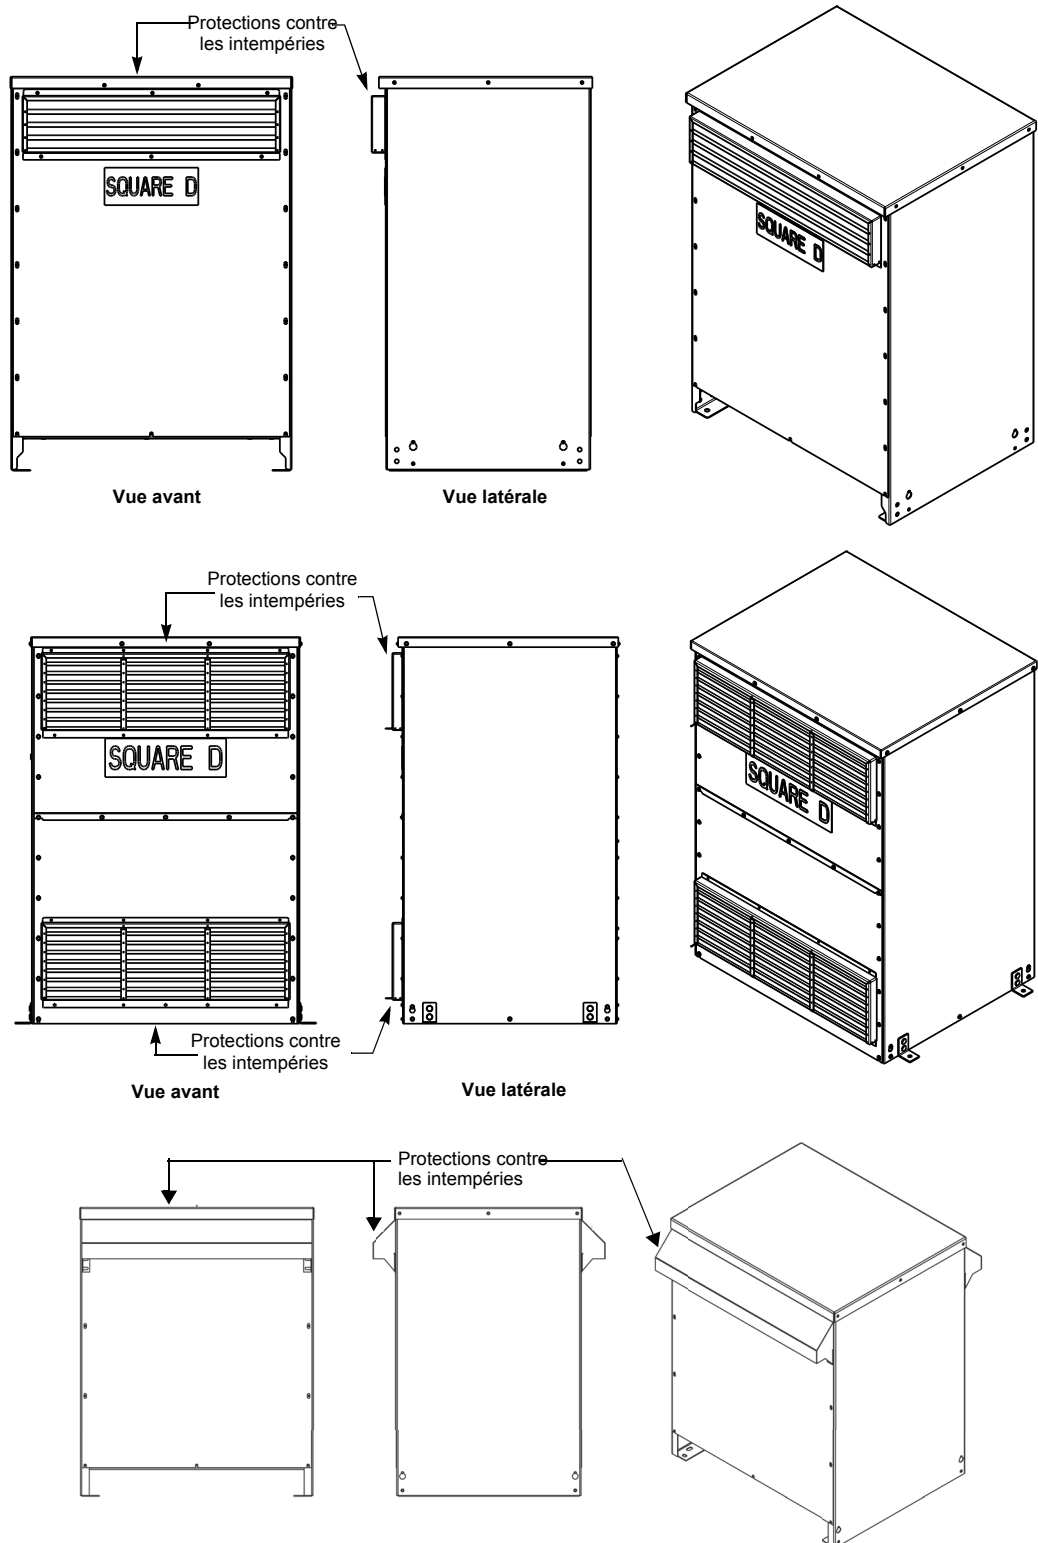 Protections contre
les intempéries
SQUARE D
SQUARE D
Vue avant
Vue latérale
Protections contre
les intempéries
SQUARE D
SQUARE D
Protections contre
les intempéries
Vue avant
Vue latérale
Protections contre
les intempéries